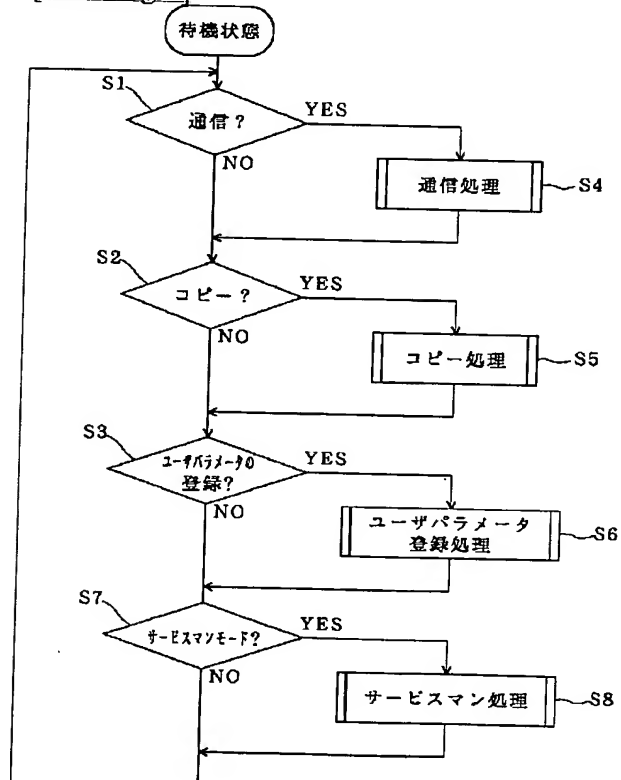 待機状態
S1
通信?
YES
NO
通信処理
S4
S2
コピー?
YES
NO
コピー処理
S5
S3
ユーザパラメータの
登録?
YES
NO
ユーザパラメータ
登録処理
S6
S7
サービスマンモード?
YES
NO
サービスマン処理
S8